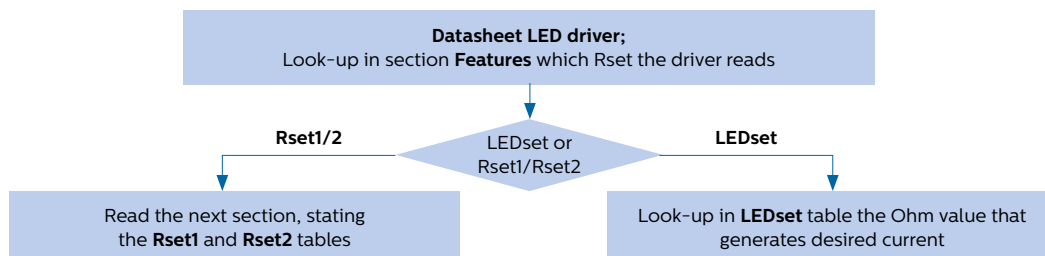 Datasheet LED driver;
Look-up in section Features which Rset the driver reads
Rset1/2
LEDset or
Rset1/Rset2
LEDset
Read the next section, stating
the Rset1 and Rset2 tables
Look-up in LEDset table the Ohm value that
generates desired current